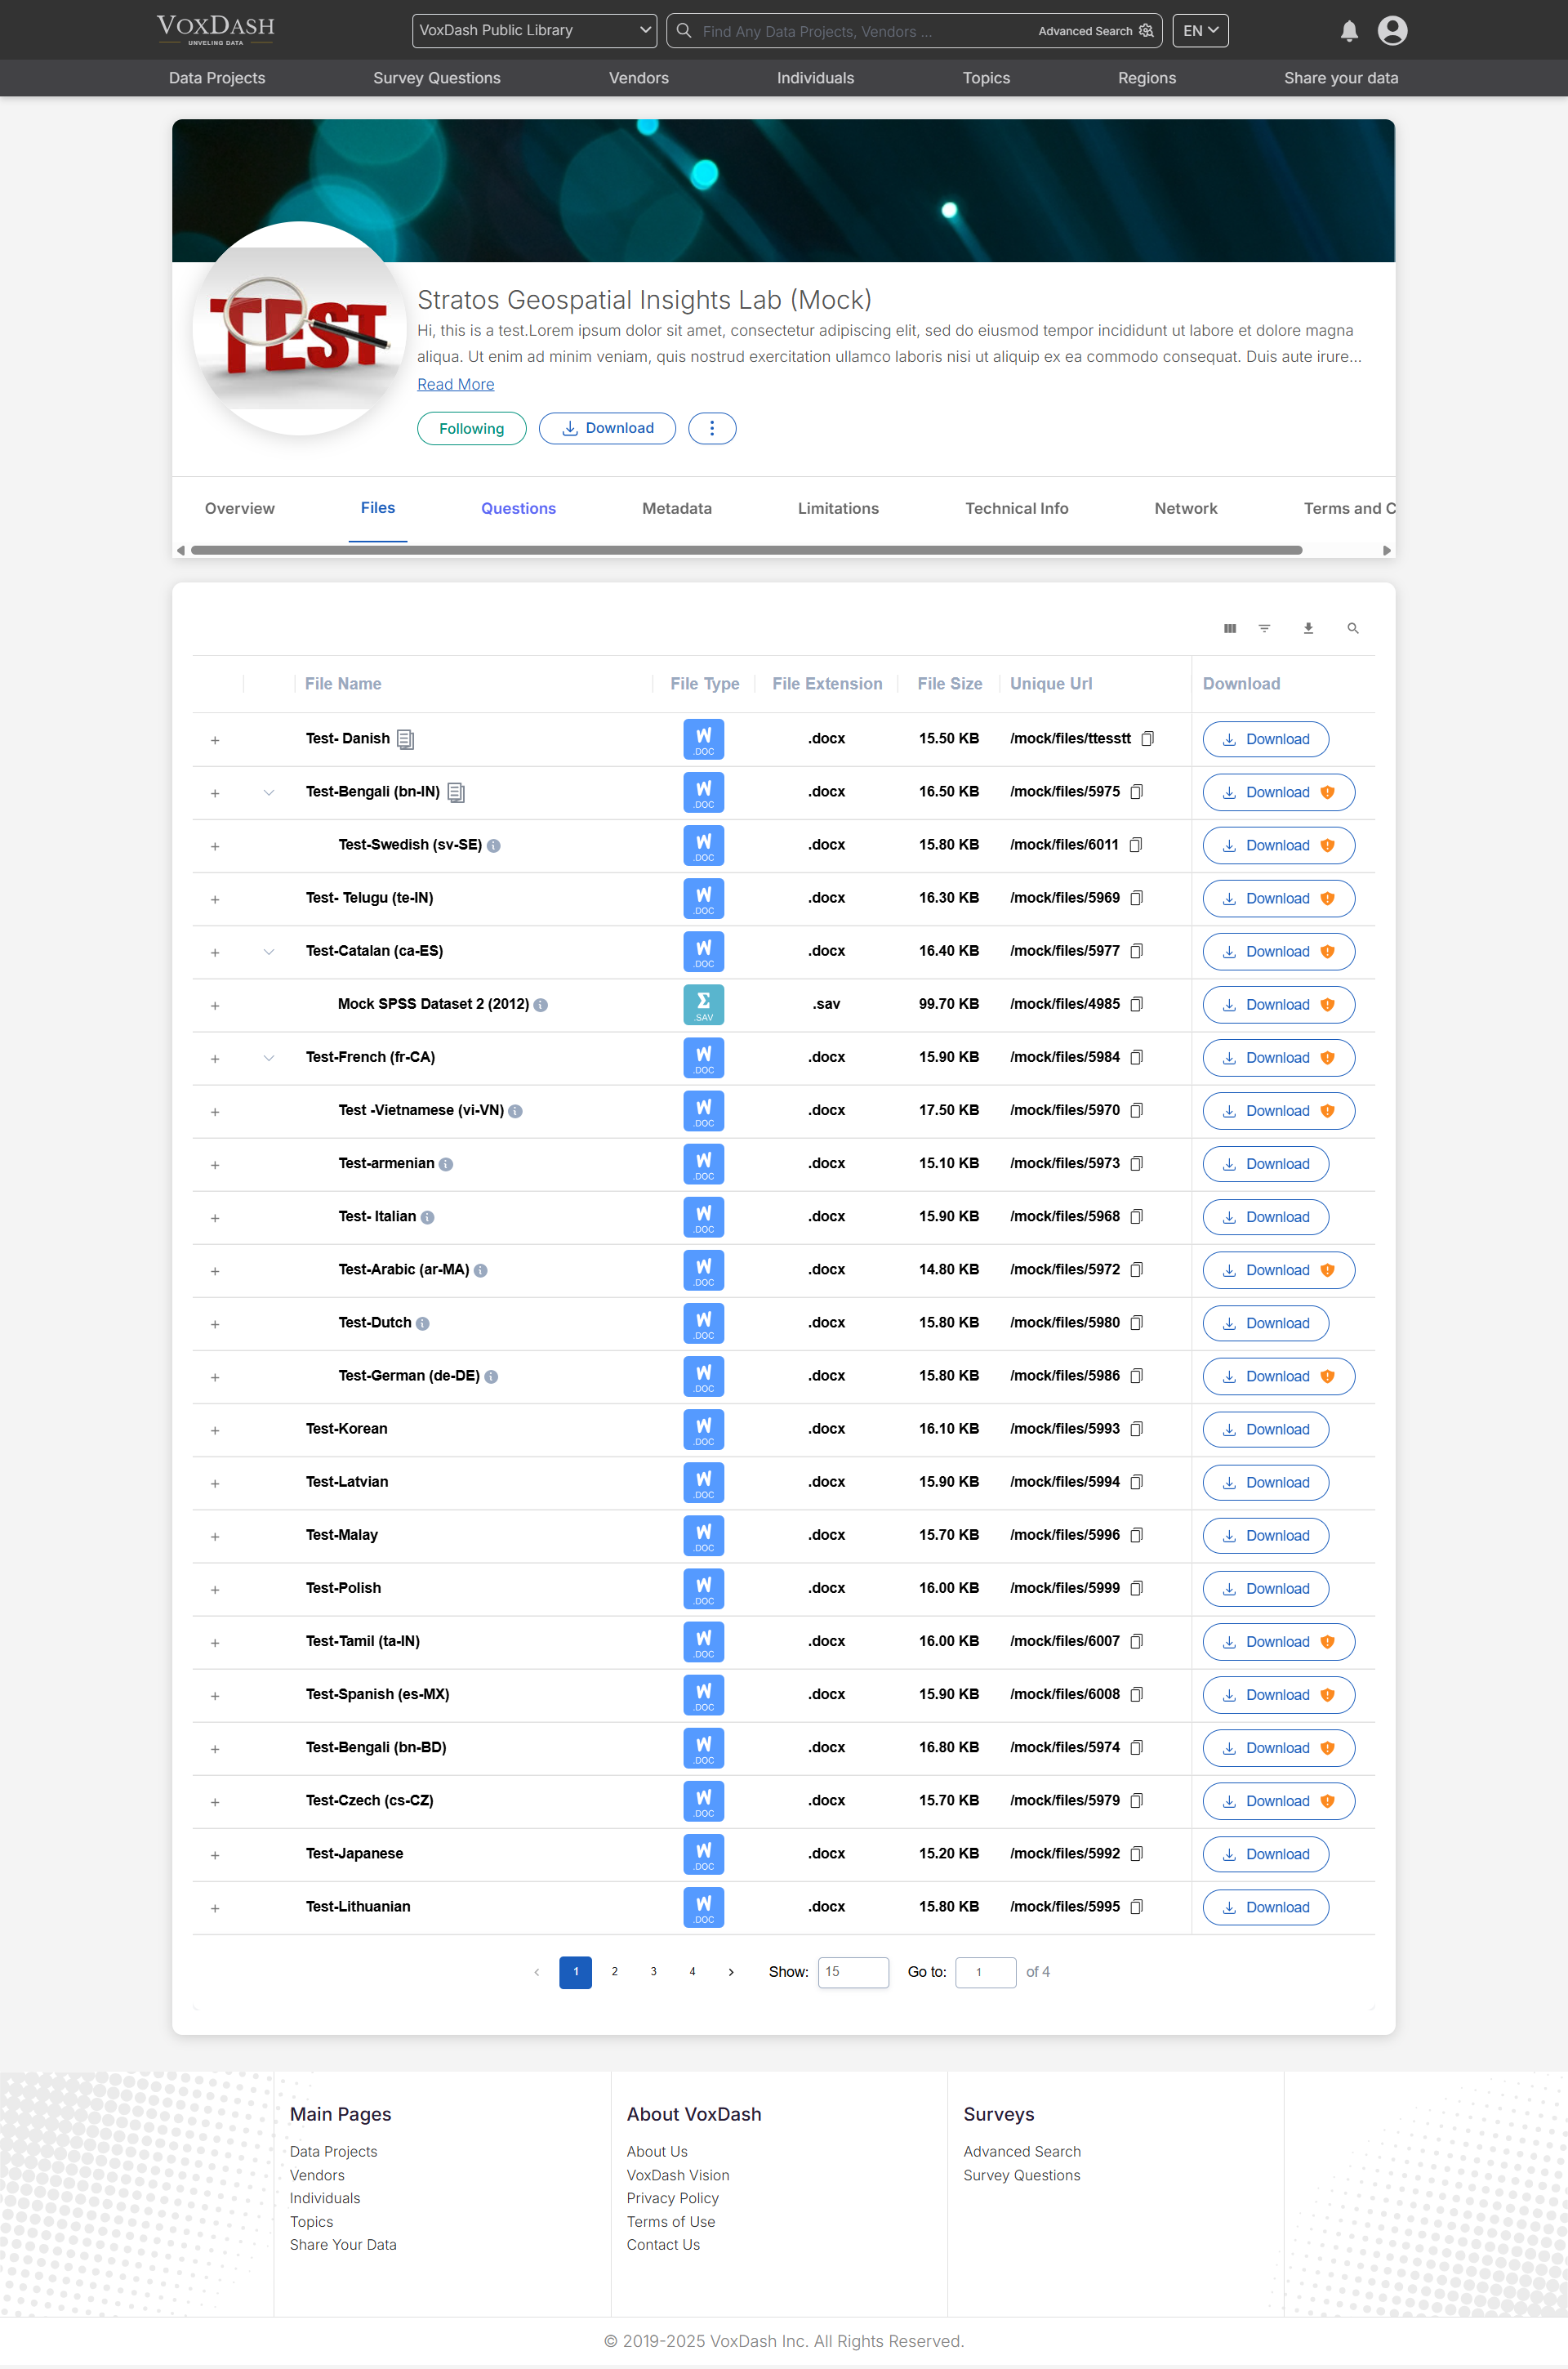 VOXDASH
UNVEILING DATA
VoxDash Public Library
Find Any Data Projects, Vendors ...
Advanced Search
EN
Data Projects
Survey Questions
Vendors
Individuals
Topics
Regions
Share your data
TEST
Stratos Geospatial Insights Lab (Mock)
Hi, this is a test.Lorem ipsum dolor sit amet, consectetur adipiscing elit, sed do eiusmod tempor incididunt ut labore et dolore magna
aliqua. Ut enim ad minim veniam, quis nostrud exercitation ullamco laboris nisi ut aliquip ex ea commodo consequat. Duis aute irure...
Read More
Following
Download
Overview
Files
Questions
Metadata
Limitations
Technical Info
Network
Terms and C
File Name File Type File Extension File Size Unique Url Download
+ Test- Danish W .DOC .docx 15.50 KB /mock/files/ttesstt Download
+ Test-Bengali (bn-IN) W .DOC .docx 16.50 KB /mock/files/5975 Download
+ Test-Swedish (sv-SE) W .DOC .docx 15.80 KB /mock/files/6011 Download
+ Test- Telugu (te-IN) W .DOC .docx 16.30 KB /mock/files/5969 Download
+ Test-Catalan (ca-ES) W .DOC .docx 16.40 KB /mock/files/5977 Download
+ Mock SPSS Dataset 2 (2012) Σ .SAV .sav 99.70 KB /mock/files/4985 Download
+ Test-French (fr-CA) W .DOC .docx 15.90 KB /mock/files/5984 Download
+ Test -Vietnamese (vi-VN) W .DOC .docx 17.50 KB /mock/files/5970 Download
+ Test-armenian W .DOC .docx 15.10 KB /mock/files/5973 Download
+ Test- Italian W .DOC .docx 15.90 KB /mock/files/5968 Download
+ Test-Arabic (ar-MA) W .DOC .docx 14.80 KB /mock/files/5972 Download
+ Test-Dutch W .DOC .docx 15.80 KB /mock/files/5980 Download
+ Test-German (de-DE) W .DOC .docx 15.80 KB /mock/files/5986 Download
+ Test-Korean W .DOC .docx 16.10 KB /mock/files/5993 Download
+ Test-Latvian W .DOC .docx 15.90 KB /mock/files/5994 Download
+ Test-Malay W .DOC .docx 15.70 KB /mock/files/5996 Download
+ Test-Polish W .DOC .docx 16.00 KB /mock/files/5999 Download
+ Test-Tamil (ta-IN) W .DOC .docx 16.00 KB /mock/files/6007 Download
+ Test-Spanish (es-MX) W .DOC .docx 15.90 KB /mock/files/6008 Download
+ Test-Bengali (bn-BD) W .DOC .docx 16.80 KB /mock/files/5974 Download
+ Test-Czech (cs-CZ) W .DOC .docx 15.70 KB /mock/files/5979 Download
+ Test-Japanese W .DOC .docx 15.20 KB /mock/files/5992 Download
+ Test-Lithuanian W .DOC .docx 15.80 KB /mock/files/5995 Download
‹ 1 2 3 4 › Show: 15 Go to: 1 of 4
Main Pages
Data Projects
Vendors
Individuals
Topics
Share Your Data
About VoxDash
About Us
VoxDash Vision
Privacy Policy
Terms of Use
Contact Us
Surveys
Advanced Search
Survey Questions
© 2019-2025 VoxDash Inc. All Rights Reserved.